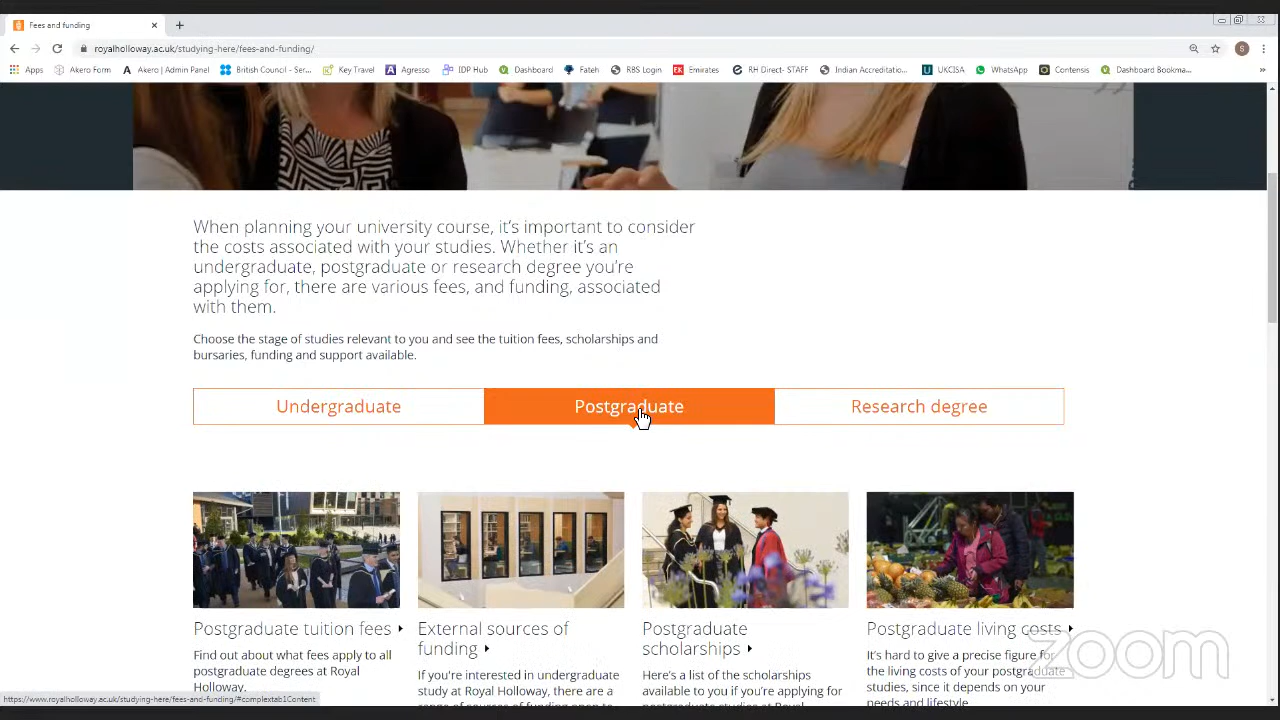 Fees and funding
royalholloway.ac.uk/studying-here/fees-and-funding/
S
Apps
Akero Form
A Akero | Admin Panel
British Council - Ser...
Key Travel
A Agresso
IDP Hub
Dashboard
Fateh
RBS Login
EK Emirates
RH Direct- STAFF
Indian Accreditatio...
U UKCISA
WhatsApp
Contensis
Dashboard Bookma...
When planning your university course, it's important to consider
the costs associated with your studies. Whether it's an
undergraduate, postgraduate or research degree you're
applying for, there are various fees, and funding, associated
with them.
Choose the stage of studies relevant to you and see the tuition fees, scholarships and
bursaries, funding and support available.
Undergraduate
Postgraduate
Research degree
Postgraduate tuition fees
Find out about what fees apply to all
postgraduate degrees at Royal
Holloway.
External sources of
funding
If you're interested in undergraduate
study at Royal Holloway, there are a
range of sources of funding open to
Postgraduate
scholarships
Here's a list of the scholarships
available to you if you're applying for
postgraduate studies at Royal
Postgraduate living costs
It's hard to give a precise figure for
the living costs of your postgraduate
studies, since it depends on your
needs and lifestyle
zoom
https://www.royalholloway.ac.uk/studying-here/fees-and-funding/#complextab1Content